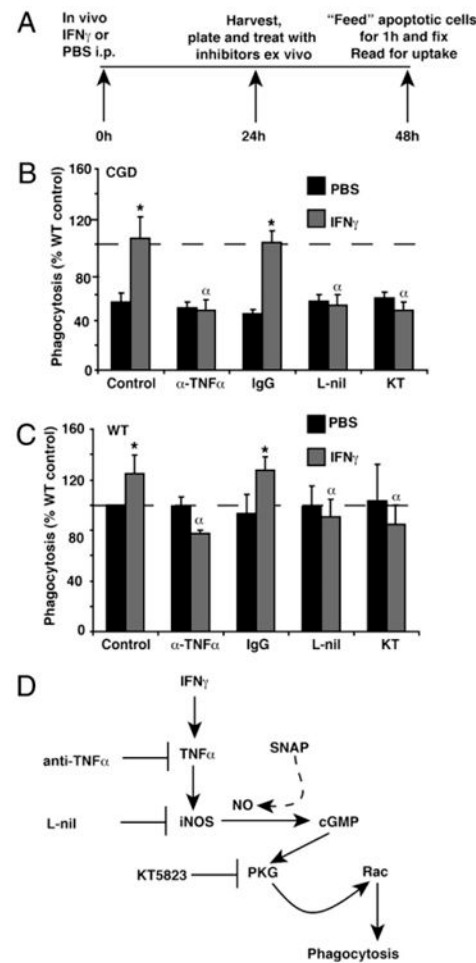 A
In vivo
IFNγ or
PBS i.p.
Harvest,
plate and treat with
inhibitors ex vivo
“Feed” apoptotic cells
for 1h and fix
Read for uptake
0h
24h
48h
B
CGD
Phagocytosis (% WT control)
160
120
80
40
0
PBS
IFNγ
*
α
*
α
α
Control
α-TNFα
IgG
L-nil
KT
C
WT
Phagocytosis (% WT control)
160
120
80
40
0
PBS
IFNγ
*
α
*
α
α
Control
α-TNFα
IgG
L-nil
KT
D
IFNγ
anti-TNFα
TNFα
SNAP
NO
L-nil
iNOS
cGMP
KT5823
PKG
Rac
Phagocytosis